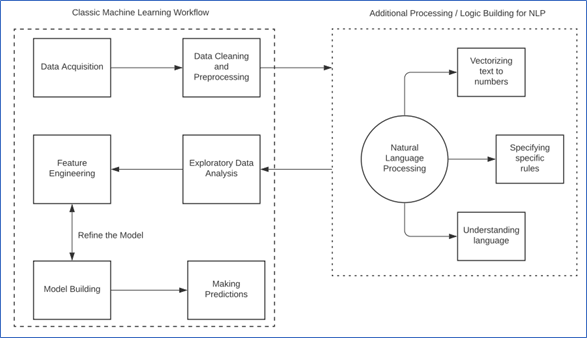 Classic Machine Learning Workflow
Additional Processing / Logic Building for NLP
Data Acquisition
Data Cleaning
and
Preprocessing
Vectorizing
text to
numbers
Feature
Engineering
Exploratory Data
Analysis
Natural
Language
Processing
Specifying
specific
rules
Refine the Model
Understanding
language
Model Building
Making
Predictions